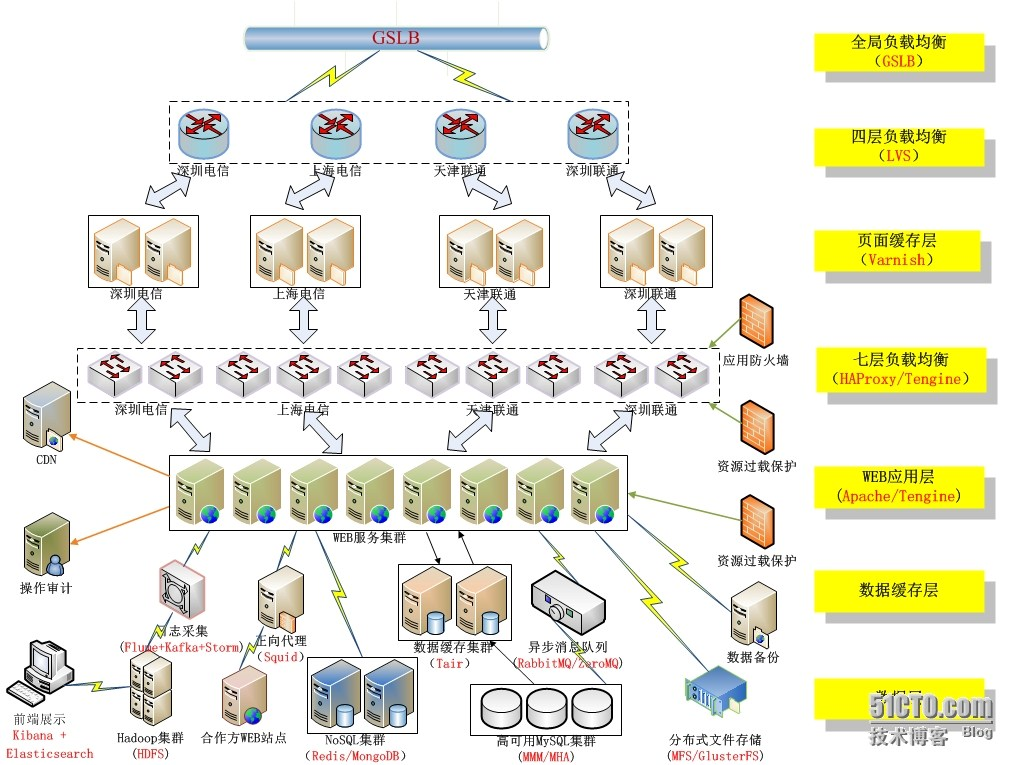 GSLB
全局负载均衡
（GSLB）
深圳电信
上海电信
天津联通
深圳联通
四层负载均衡
（LVS）
深圳电信
上海电信
天津联通
深圳联通
页面缓存层
（Varnish）
应用防火墙
深圳电信
上海电信
天津联通
深圳联通
七层负载均衡
（HAProxy/Tengine）
CDN
资源过载保护
WEB服务集群
WEB应用层
(Apache/Tengine)
操作审计
资源过载保护
数据缓存层
日志采集
(Flume+Kafka+Storm)
正向代理
(Squid)
数据缓存集群
(Tair)
异步消息队列
(RabbitMQ/ZeroMQ)
数据备份
前端展示
Kibana +
Elasticsearch
Hadoop集群
(HDFS)
合作方WEB站点
NoSQL集群
(Redis/MongoDB)
高可用MySQL集群
(MMM/MHA)
分布式文件存储
(MFS/GlusterFS)
51CTO.com
技术博客 Blog